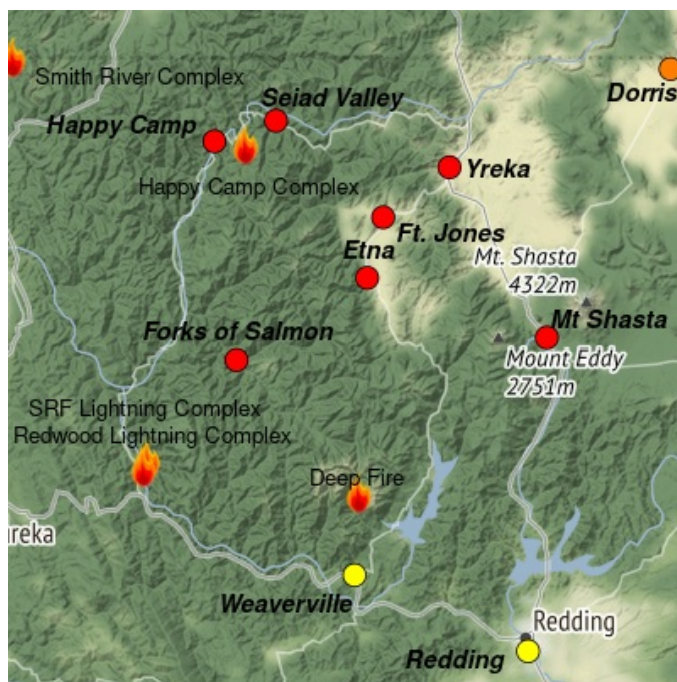 Smith River Complex
Dorris
Seiad Valley
Happy Camp
Yreka
Happy Camp Complex
Ft. Jones
Etna
Mt. Shasta
4322m
Forks of Salmon
Mt Shasta
Mount Eddy
2751m
SRF Lightning Complex
Redwood Lightning Complex
Deep Fire
ureka
Weaverville
Redding
Redding